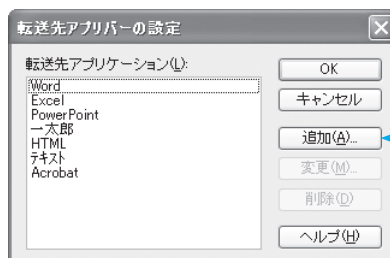 転送先アプリバーの設定
転送先アプリケーション(L):
Word
Excel
PowerPoint
一太郎
HTML
テキスト
Acrobat
OK
キャンセル
追加(A)...
変更(M)...
削除(D)
ヘルプ(H)